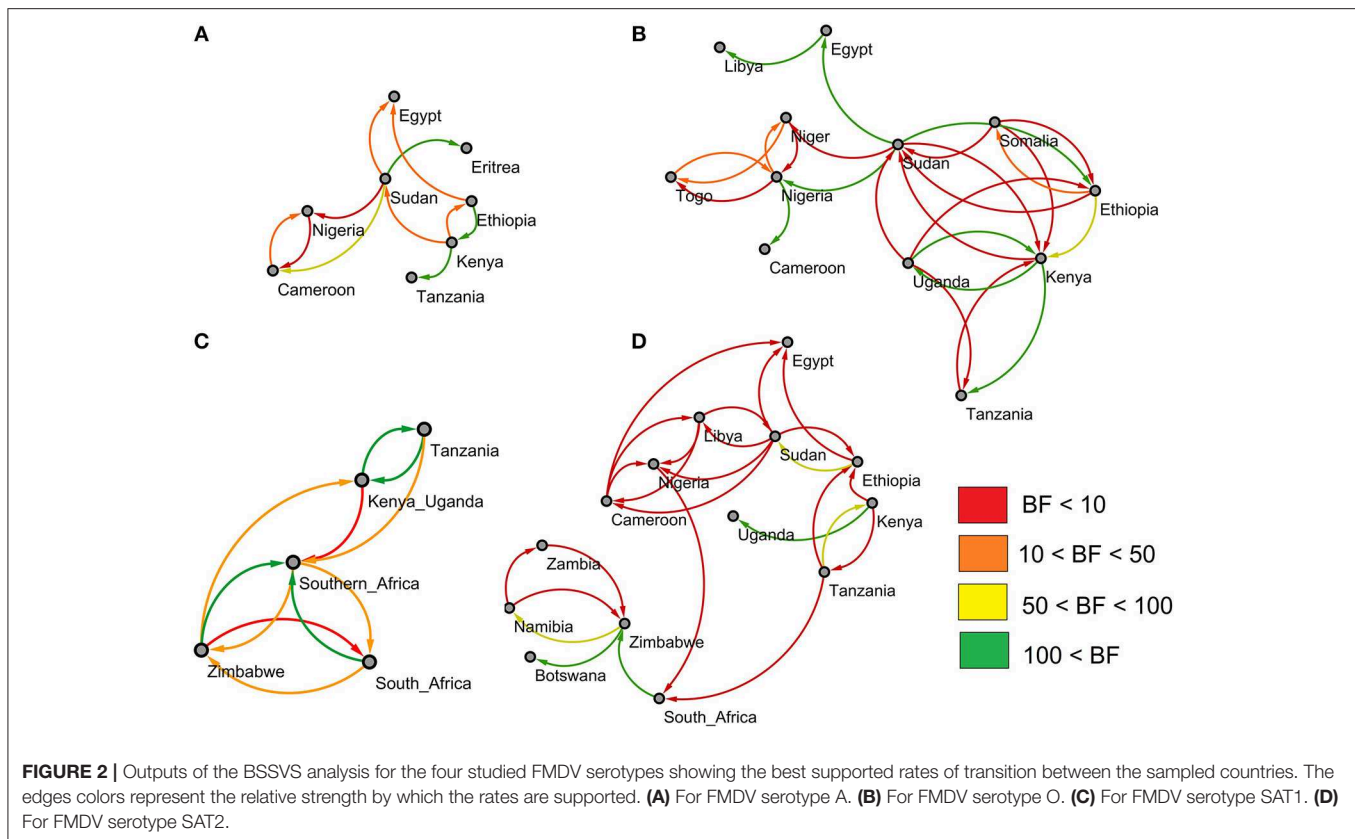 A
Egypt
Eritrea
Sudan
Ethiopia
Nigeria
Kenya
Cameroon
Tanzania
B
Egypt
Libya
Niger
Somalia
Sudan
Togo
Nigeria
Ethiopia
Cameroon
Uganda
Kenya
Tanzania
C
Tanzania
Kenya_Uganda
Southern_Africa
Zimbabwe
South_Africa
D
Egypt
Libya
Sudan
Nigeria
Ethiopia
Cameroon
Uganda
Kenya
Zambia
Tanzania
Namibia
Zimbabwe
Botswana
South_Africa
BF < 10
10 < BF < 50
50 < BF < 100
100 < BF
FIGURE 2 | Outputs of the BSSVS analysis for the four studied FMDV serotypes showing the best supported rates of transition between the sampled countries. The
edges colors represent the relative strength by which the rates are supported. (A) For FMDV serotype A. (B) For FMDV serotype O. (C) For FMDV serotype SAT1. (D)
For FMDV serotype SAT2.